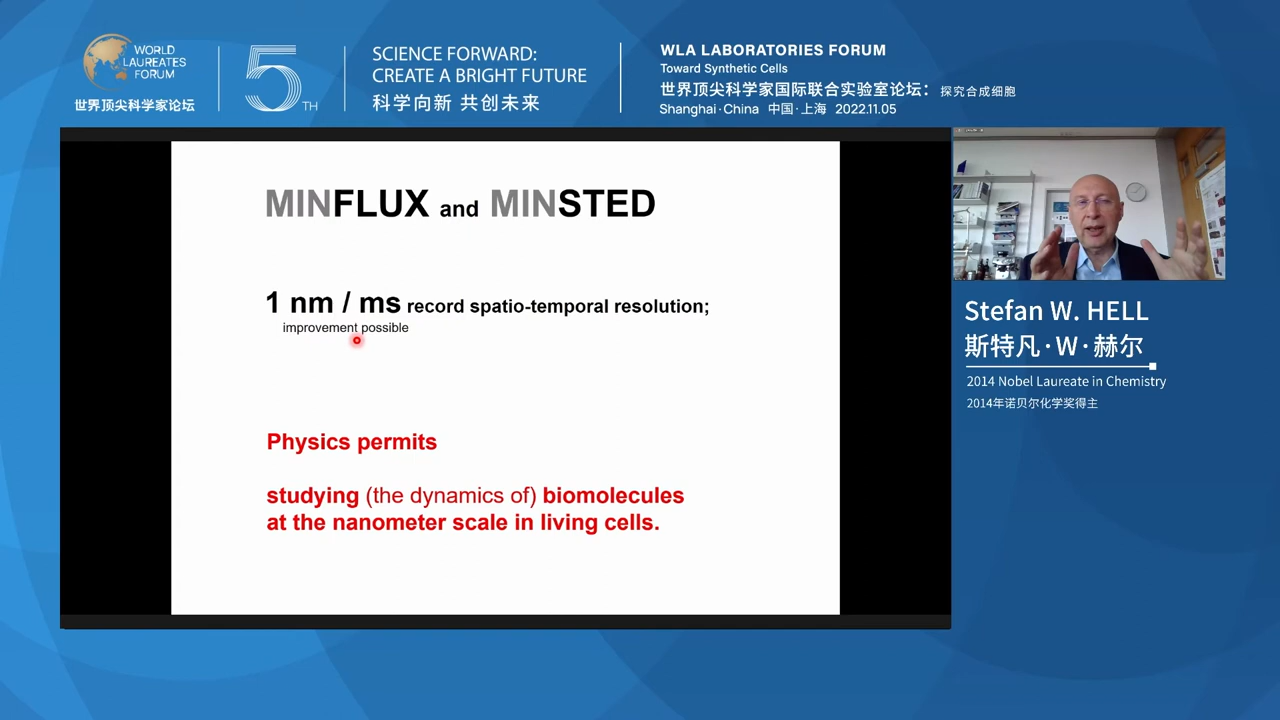 WORLD
LAUREATES
FORUM
世界顶尖科学家论坛
5TH
SCIENCE FORWARD:
CREATE A BRIGHT FUTURE
科学向新 共创未来
WLA LABORATORIES FORUM
Toward Synthetic Cells
世界顶尖科学家国际联合实验室论坛：探究合成细胞
Shanghai·China 中国·上海 2022.11.05
MINFLUX and MINSTED
1 nm / ms record spatio-temporal resolution;
improvement possible
Physics permits
studying (the dynamics of) biomolecules
at the nanometer scale in living cells.
Stefan W. HELL
斯特凡·W·赫尔
2014 Nobel Laureate in Chemistry
2014年诺贝尔化学奖得主